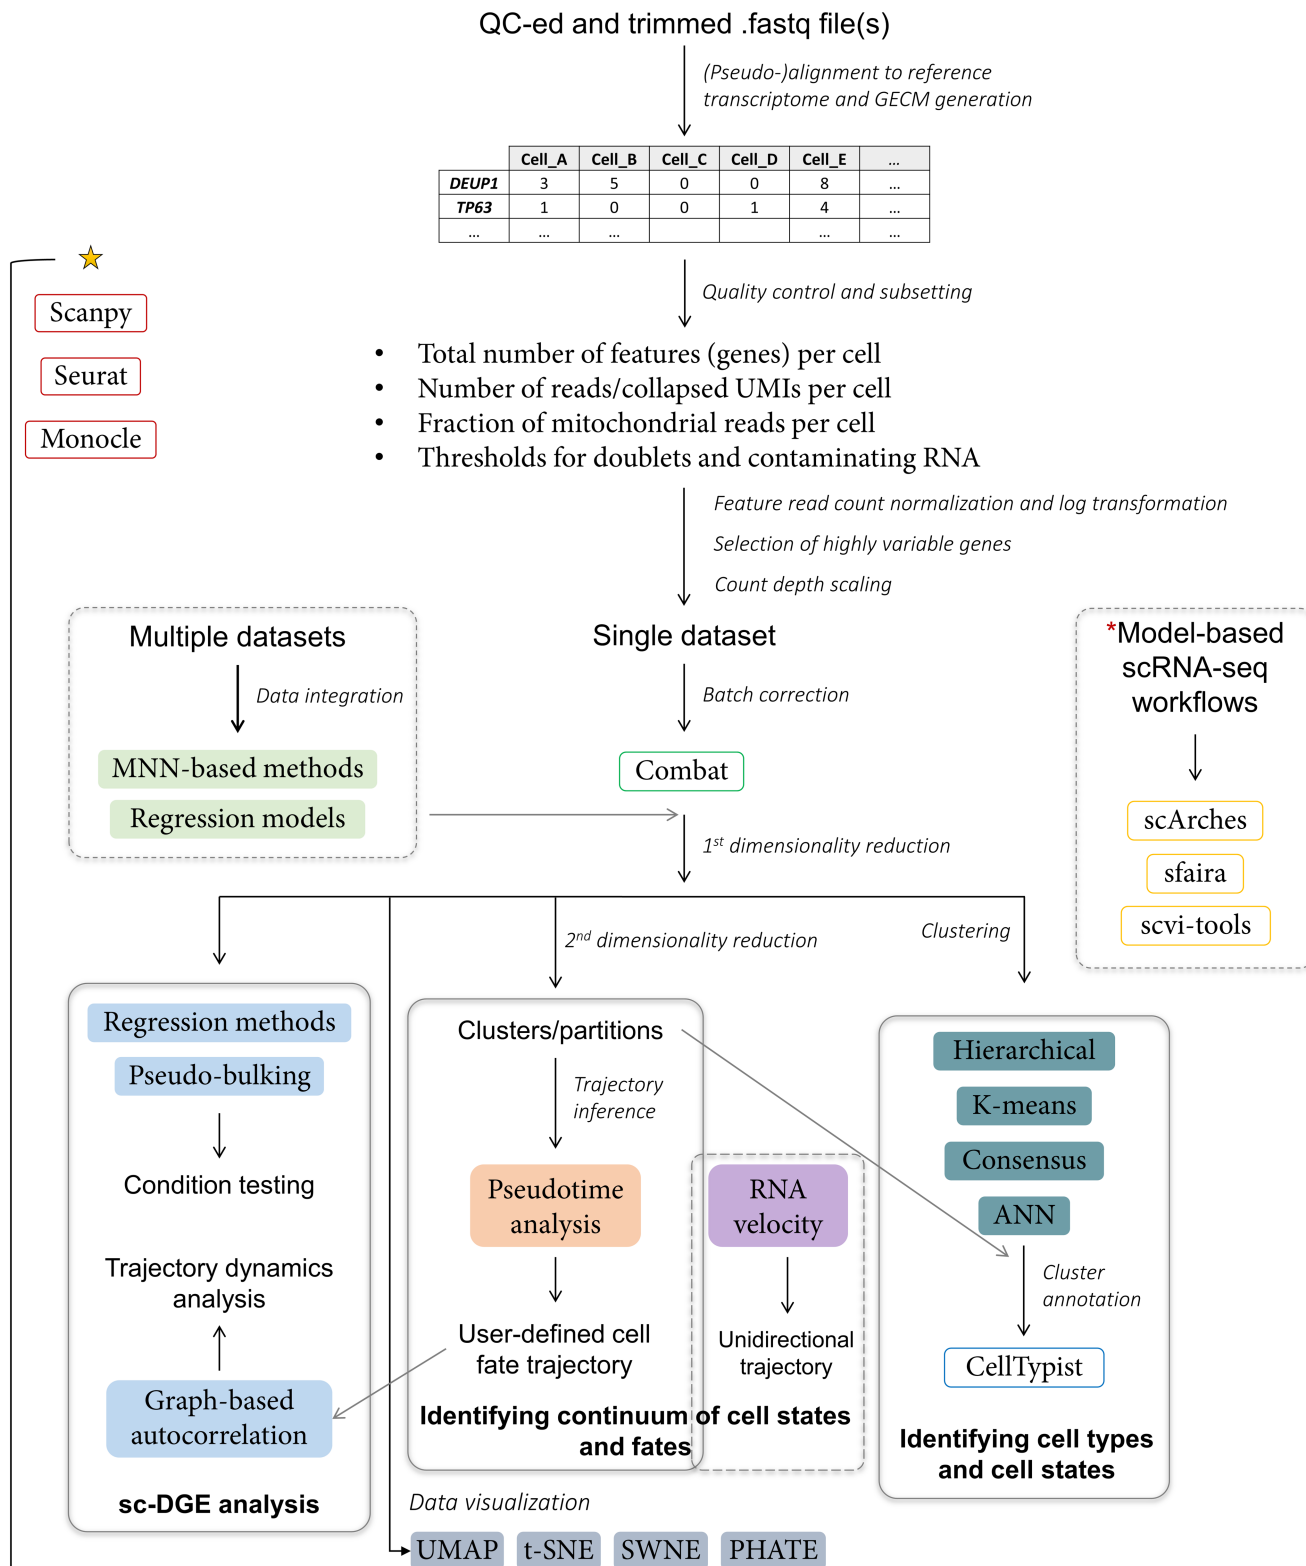 QC-ed and trimmed .fastq file(s)
(Pseudo-)alignment to reference
transcriptome and GECM generation
Cell_A Cell_B Cell_C Cell_D Cell_E ...
DEUP1 3 5 0 0 8 ...
TP63 1 0 0 1 4 ...
... ... ... ... ...
Quality control and subsetting
Scanpy
Seurat
Monocle
• Total number of features (genes) per cell
• Number of reads/collapsed UMIs per cell
• Fraction of mitochondrial reads per cell
• Thresholds for doublets and contaminating RNA
Feature read count normalization and log transformation
Selection of highly variable genes
Count depth scaling
Multiple datasets
Data integration
MNN-based methods
Regression models
Single dataset
Batch correction
Combat
1st dimensionality reduction
*Model-based
scRNA-seq
workflows
scArches
sfaira
scvi-tools
2nd dimensionality reduction
Clustering
Regression methods
Pseudo-bulking
Condition testing
Trajectory dynamics
analysis
Graph-based
autocorrelation
sc-DGE analysis
Clusters/partitions
Trajectory
inference
Pseudotime
analysis
User-defined cell
fate trajectory
RNA
velocity
Unidirectional
trajectory
Identifying continuum of cell states
and fates
Hierarchical
K-means
Consensus
ANN
Cluster
annotation
CellTypist
Identifying cell types
and cell states
Data visualization
UMAP t-SNE SWNE PHATE